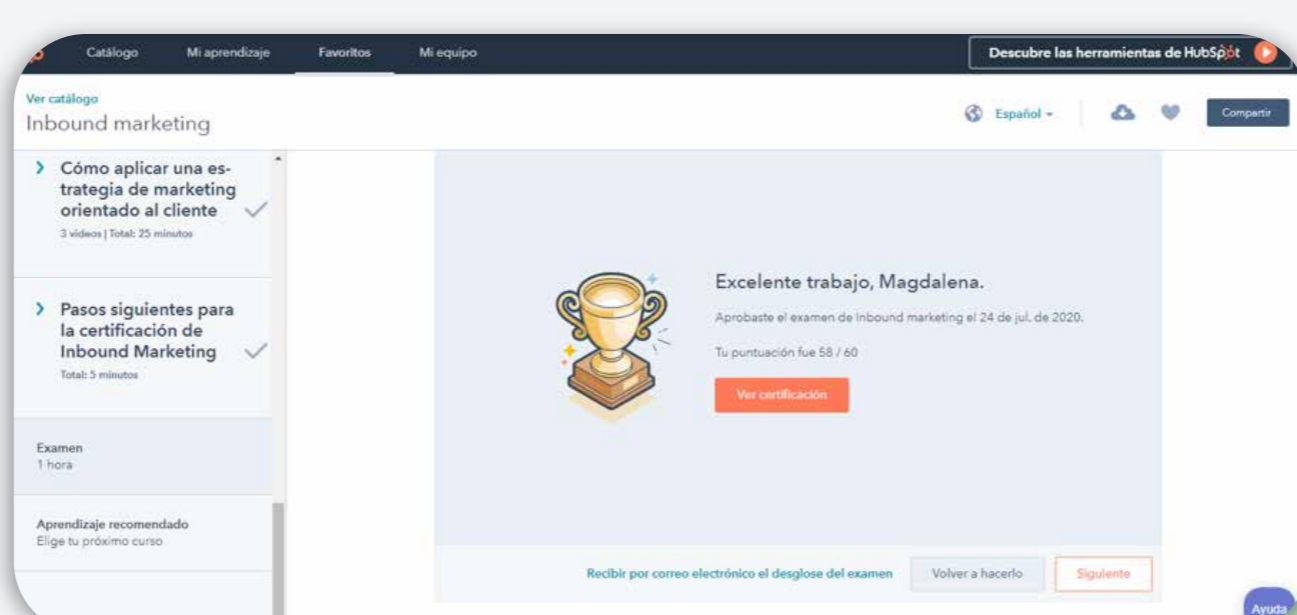 Catálogo Mi aprendizaje Favoritos Mi equipo Descubre las herramientas de HubSpot
Ver catálogo
Inbound marketing
Español
Compartir
Cómo aplicar una es-
trategia de marketing
orientado al cliente
3 videos | Total: 25 minutos
Pasos siguientes para
la certificación de
Inbound Marketing
Total: 5 minutos
Examen
1 hora
Aprendizaje recomendado
Elige tu próximo curso
Excelente trabajo, Magdalena.
Aprobaste el examen de Inbound marketing el 24 de jul. de 2020.
Tu puntuación fue 58 / 60
Ver certificación
Recibir por correo electrónico el desglose del examen Volver a hacerlo Siguiente
Ayuda